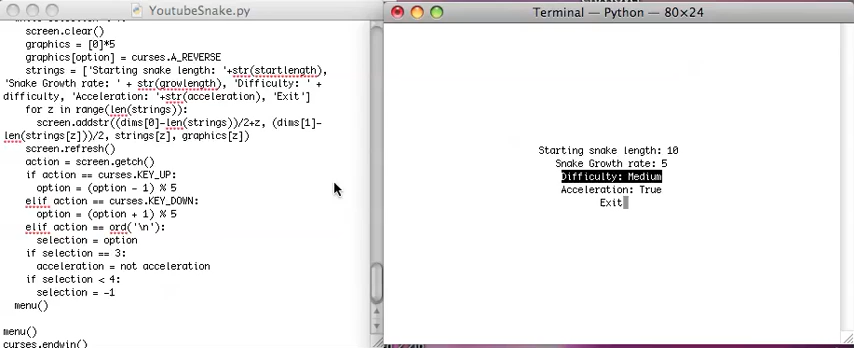 YoutubeSnake.py
screen.clear()
graphics = [0]*5
graphics[option] = curses.A_REVERSE
strings = ['Starting snake length: '+str(startlength),
'Snake Growth rate: ' + str(growlength), 'Difficulty: ' +
difficulty, 'Acceleration: '+str(acceleration), 'Exit']
for z in range(len(strings)):
screen.addstr((dims[0]-len(strings))/2+z, (dims[1]-
len(strings[z]))/2, strings[z], graphics[z])
screen.refresh()
action = screen.getch()
if action == curses.KEY_UP:
option = (option - 1) % 5
elif action == curses.KEY_DOWN:
option = (option + 1) % 5
elif action == ord('\n'):
selection = option
if selection == 3:
acceleration = not acceleration
if selection < 4:
selection = -1
menu()
menu()
curses.endwin()
Terminal — Python — 80×24
Starting snake length: 10
Snake Growth rate: 5
Difficulty: Medium
Acceleration: True
Exit